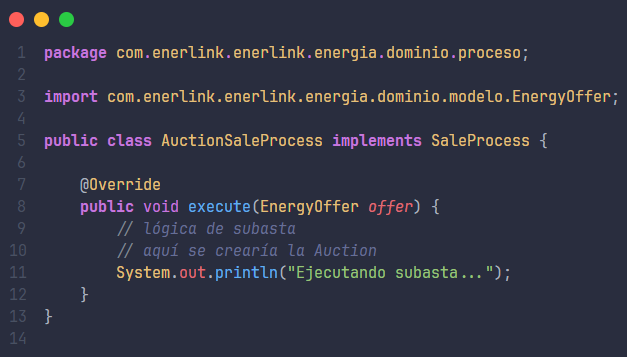 1 package com.enerlink.enerlink.energia.dominio.proceso;
2
3 import com.enerlink.enerlink.energia.dominio.modelo.EnergyOffer;
4
5 public class AuctionSaleProcess implements SaleProcess {
6
7     @Override
8     public void execute(EnergyOffer offer) {
9         // lógica de subasta
10         // aquí se crearía la Auction
11         System.out.println("Ejecutando subasta...");
12     }
13 }
14